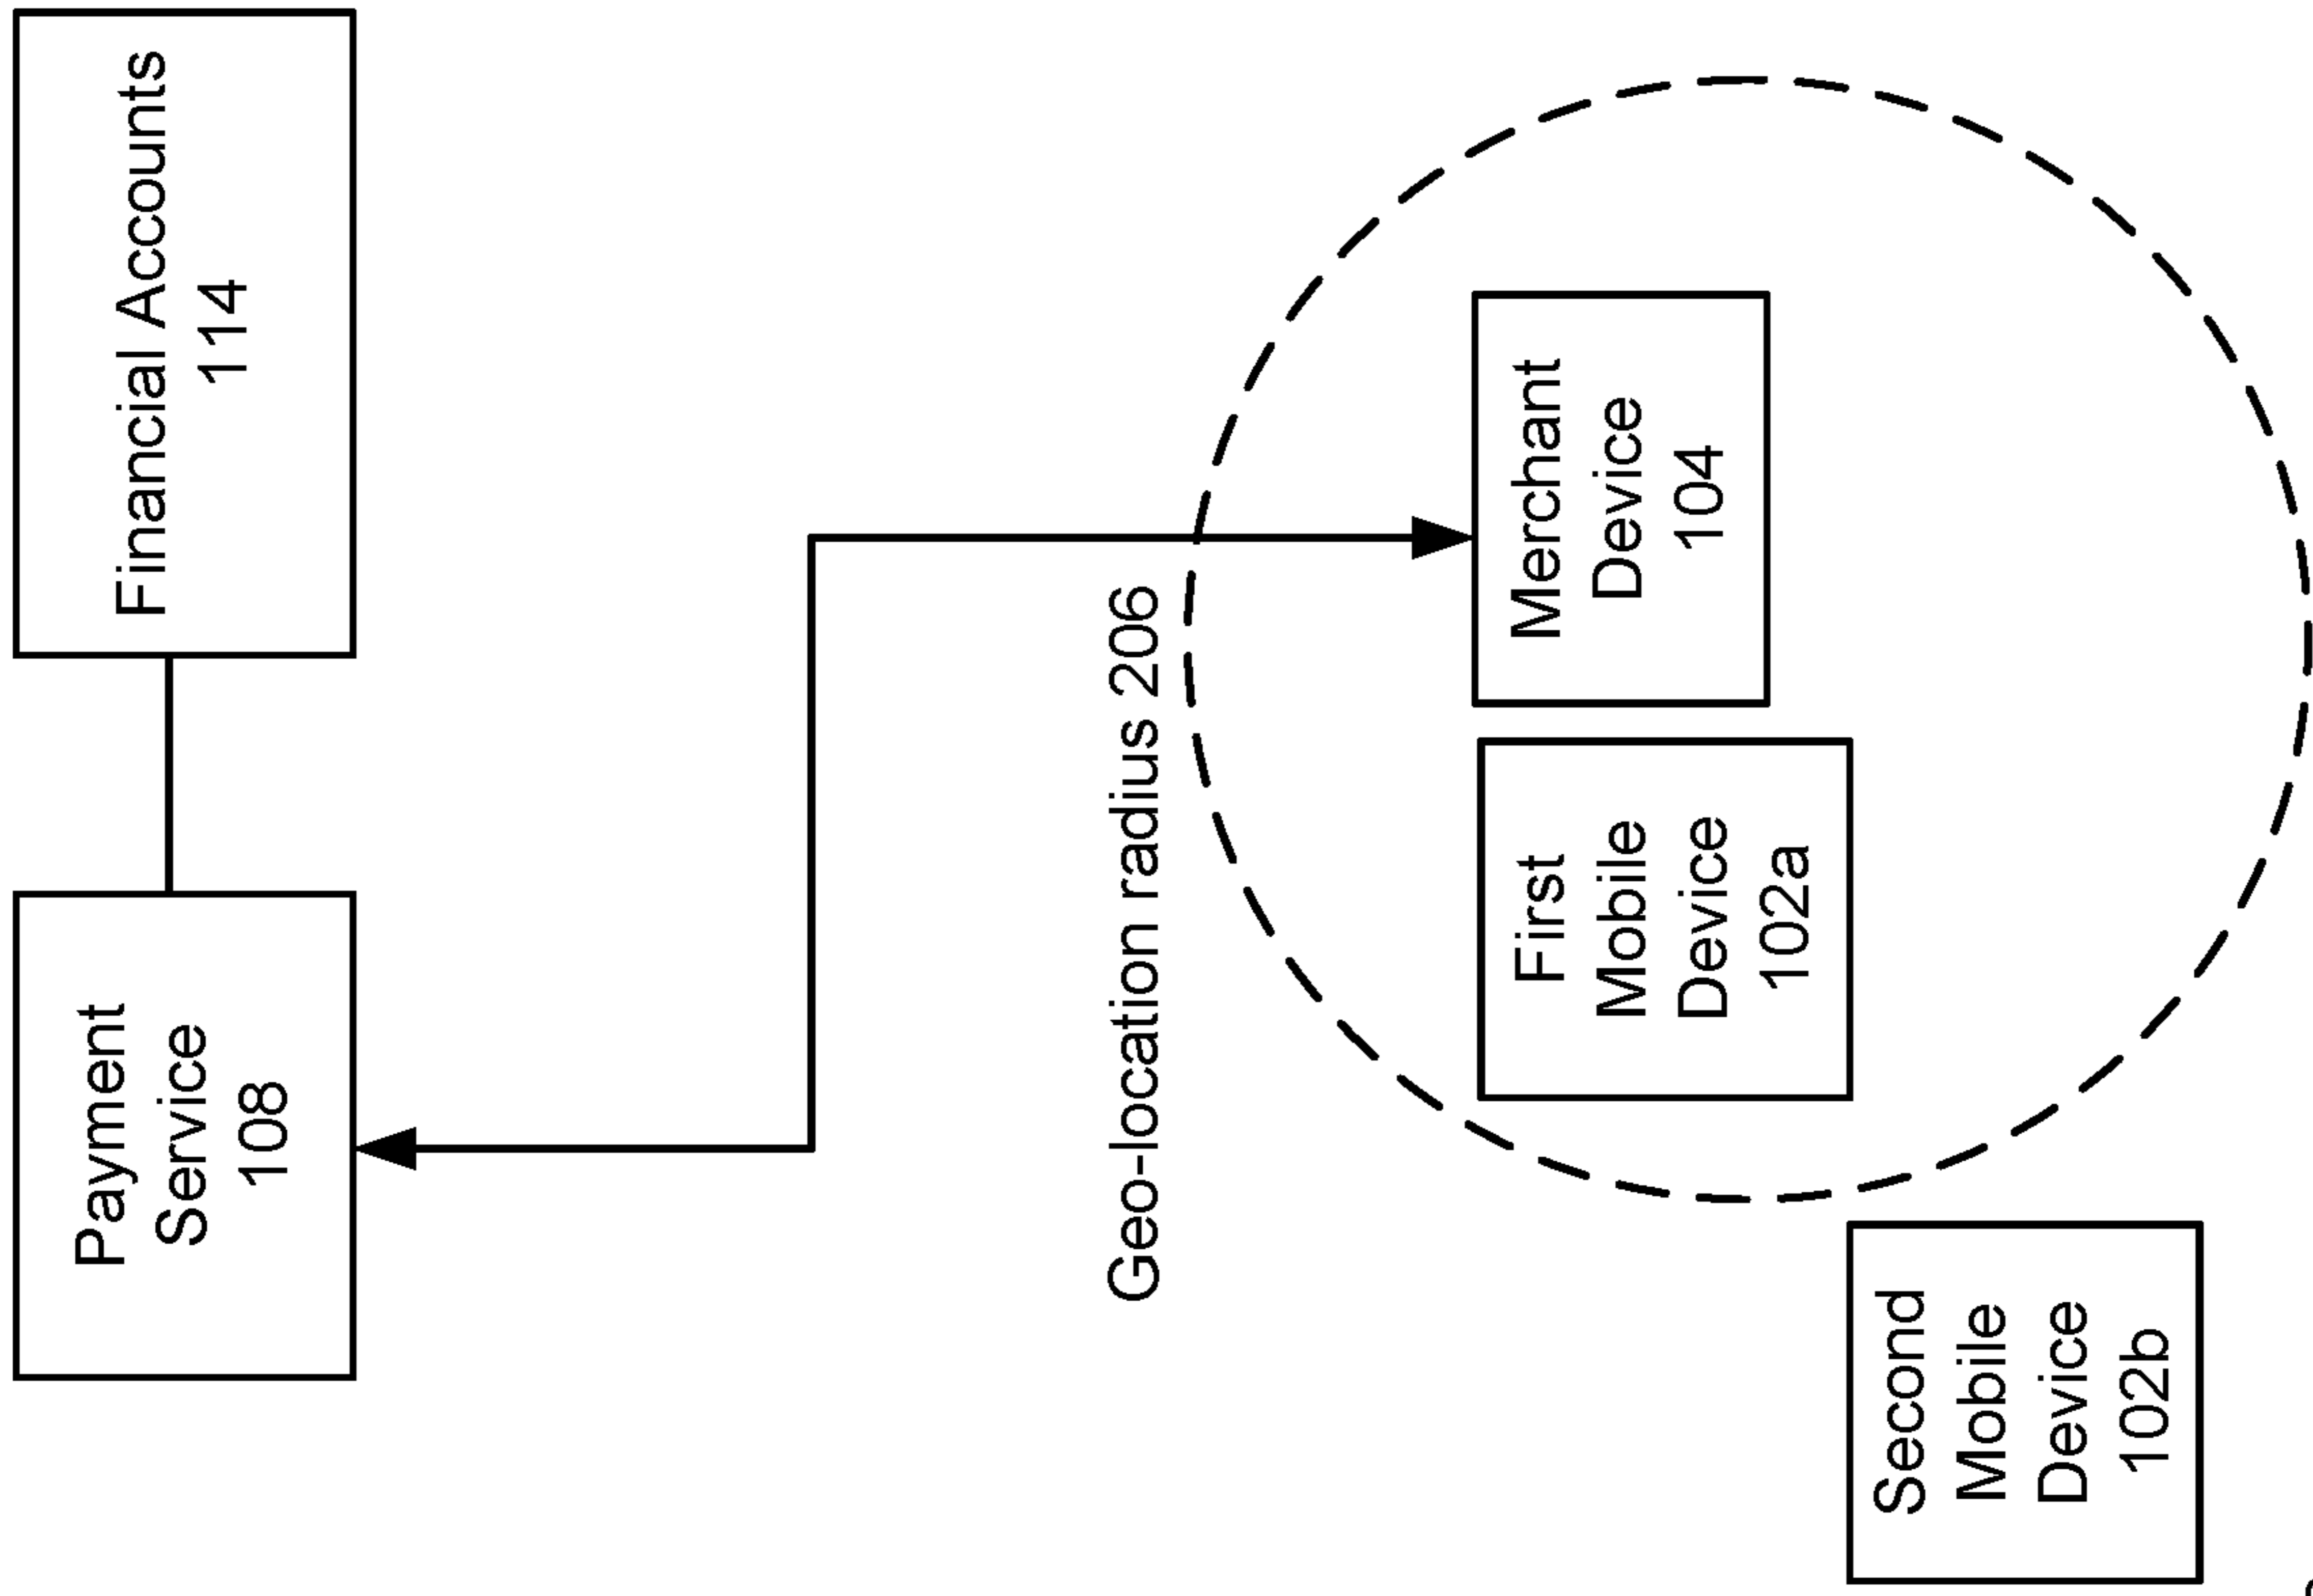 Payment
Service
108
Financial Accounts
114
Geo-location radius 206
First
Mobile
Device
102a
Merchant
Device
104
Second
Mobile
Device
102b